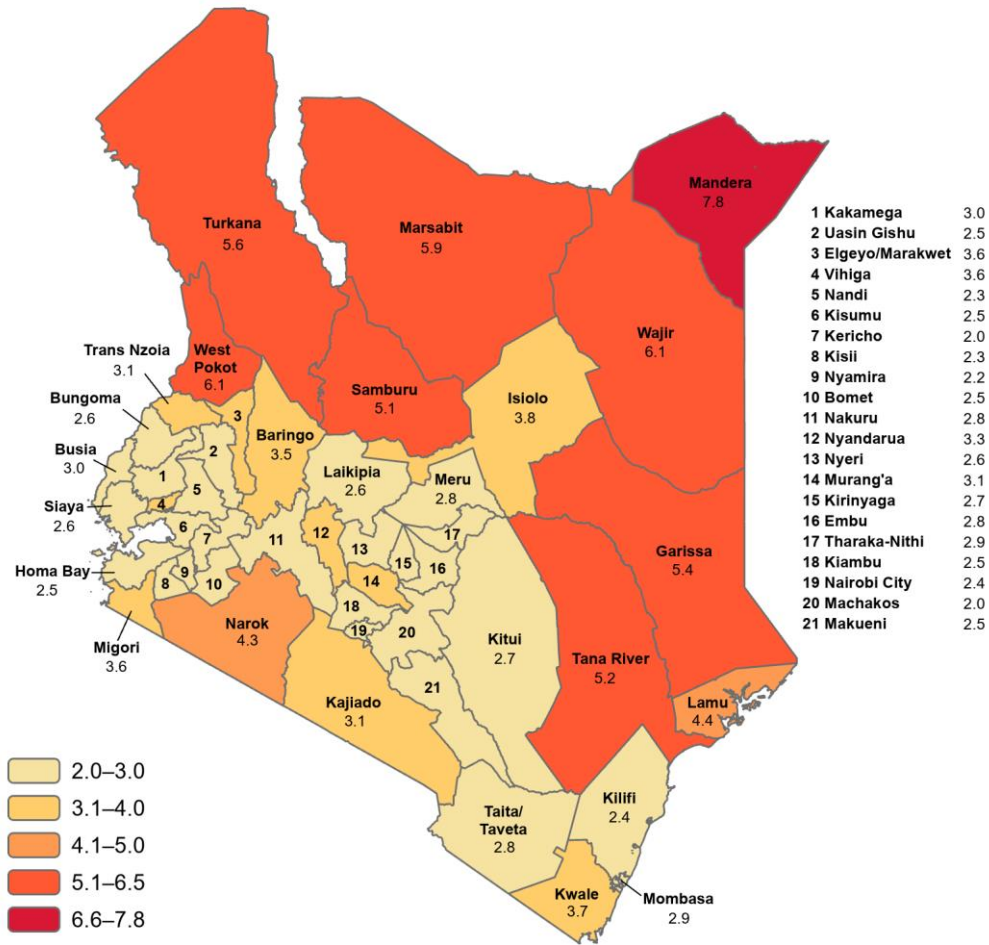 Mandera
7.8
Turkana
5.6
Marsabit
5.9
1 Kakamega 3.0
2 Uasin Gishu 2.5
3 Elgeyo/Marakwet 3.6
4 Vihiga 3.6
5 Nandi 2.3
6 Kisumu 2.5
7 Kericho 2.0
8 Kisii 2.3
9 Nyamira 2.2
10 Bomet 2.5
11 Nakuru 2.8
12 Nyandarua 3.3
13 Nyeri 2.6
14 Murang'a 3.1
15 Kirinyaga 2.7
16 Embu 2.8
17 Tharaka-Nithi 2.9
18 Kiambu 2.5
19 Nairobi City 2.4
20 Machakos 2.0
21 Makueni 2.5
Wajir
6.1
Trans Nzoia
3.1
West
Pokot
6.1
Samburu
5.1
Isiolo
3.8
Bungoma
2.6
3
Baringo
3.5
2
Busia
3.0
1
5
Laikipia
2.6
Meru
2.8
Siaya
2.6
4
6
7
11
12
13
17
15
16
14
Garissa
5.4
Homa Bay
2.5
8
9
10
18
19
20
Narok
4.3
Migori
3.6
Kitui
2.7
Tana River
5.2
21
Kajiado
3.1
Lamu
4.4
Taita/
Taveta
2.8
Kilifi
2.4
Kwale
3.7
Mombasa
2.9
2.0–3.0
3.1–4.0
4.1–5.0
5.1–6.5
6.6–7.8